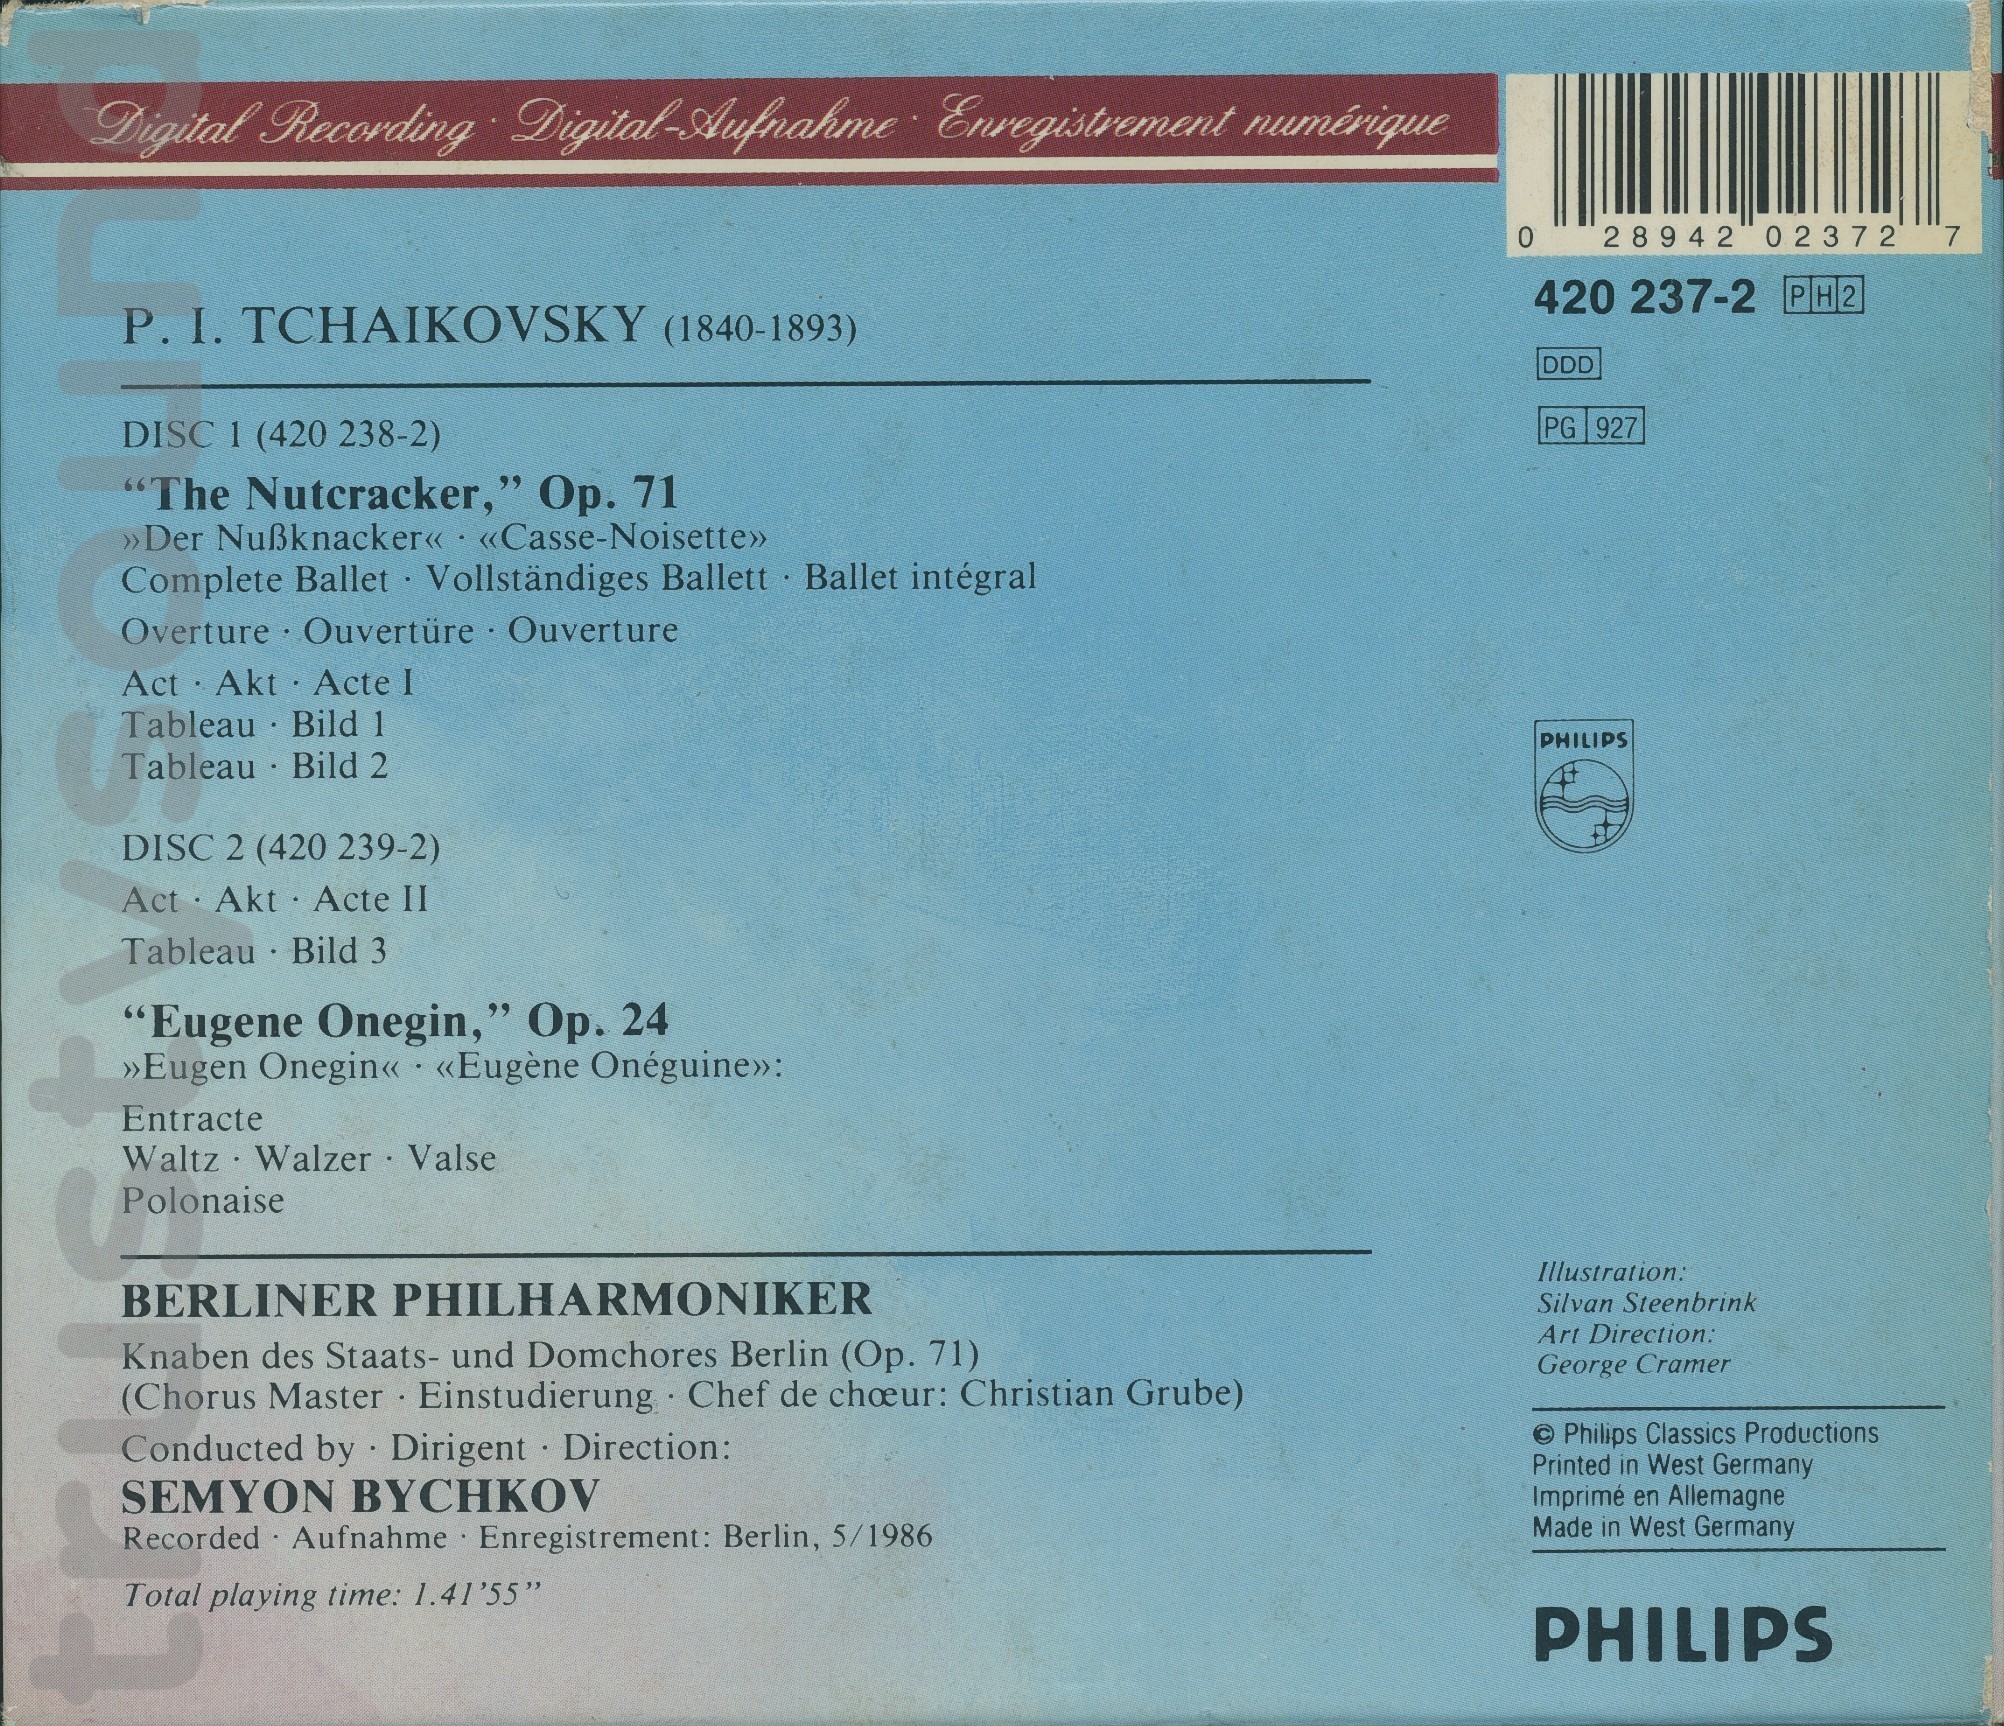 Digital Recording · Digital-Aufnahme · Enregistrement numérique
0 28942 02372 7
420 237-2 PH2
DDD
PG 927
P. I. TCHAIKOVSKY (1840-1893)
DISC 1 (420 238-2)
“The Nutcracker,” Op. 71
»Der Nußknacker« · «Casse-Noisette»
Complete Ballet · Vollständiges Ballett · Ballet intégral
Overture · Ouvertüre · Ouverture
Act · Akt · Acte I
Tableau · Bild 1
Tableau · Bild 2
DISC 2 (420 239-2)
Act · Akt · Acte II
Tableau · Bild 3
“Eugene Onegin,” Op. 24
»Eugen Onegin« · «Eugène Onéguine»:
Entracte
Waltz · Walzer · Valse
Polonaise
BERLINER PHILHARMONIKER
Knaben des Staats- und Domchores Berlin (Op. 71)
(Chorus Master · Einstudierung · Chef de chœur: Christian Grube)
Conducted by · Dirigent · Direction:
SEMYON BYCHKOV
Recorded · Aufnahme · Enregistrement: Berlin, 5/1986
Total playing time: 1.41’55”
PHILIPS
Illustration:
Silvan Steenbrink
Art Direction:
George Cramer
© Philips Classics Productions
Printed in West Germany
Imprimé en Allemagne
Made in West Germany
PHILIPS
trustvsound